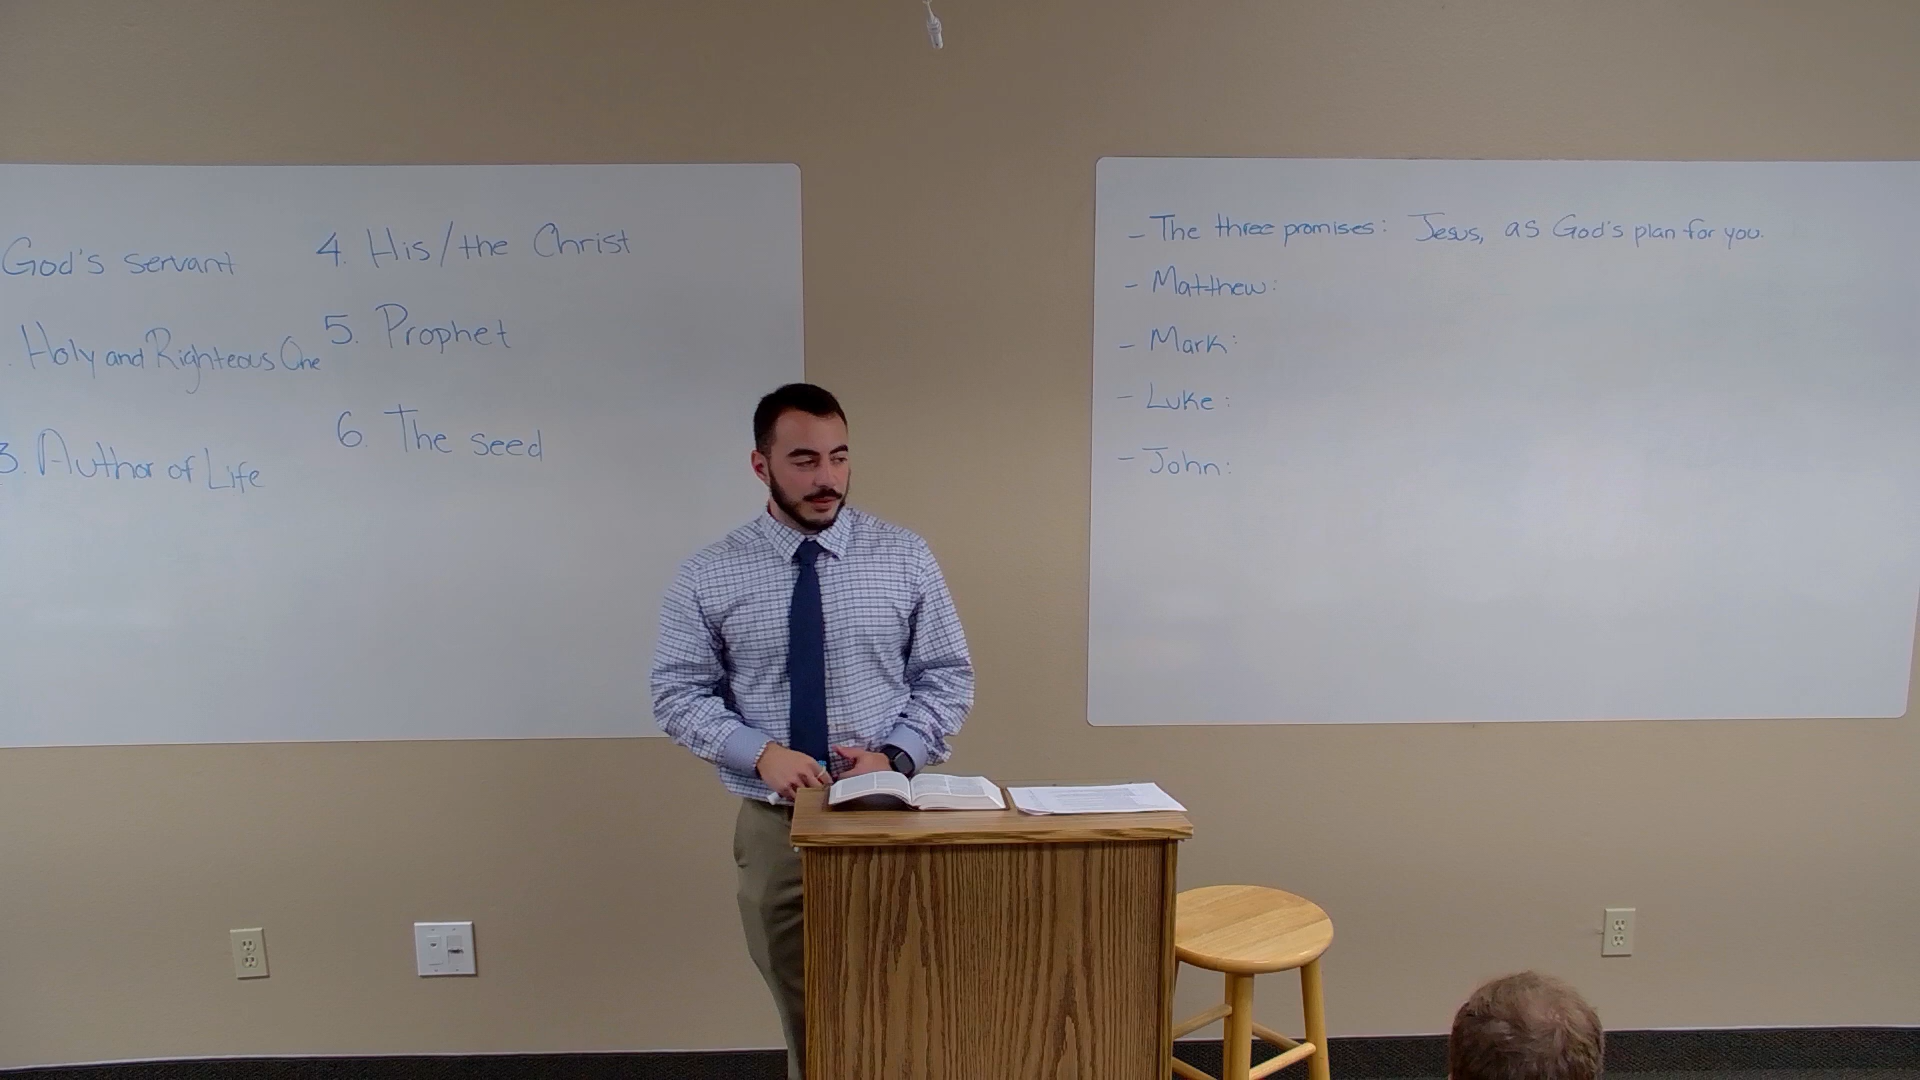 God's servant
. Holy and Righteous One
3. Author of Life
4. His/the Christ
5. Prophet
6. The seed
- The three promises: Jesus, as God's plan for you.
- Matthew:
- Mark:
- Luke:
- John: